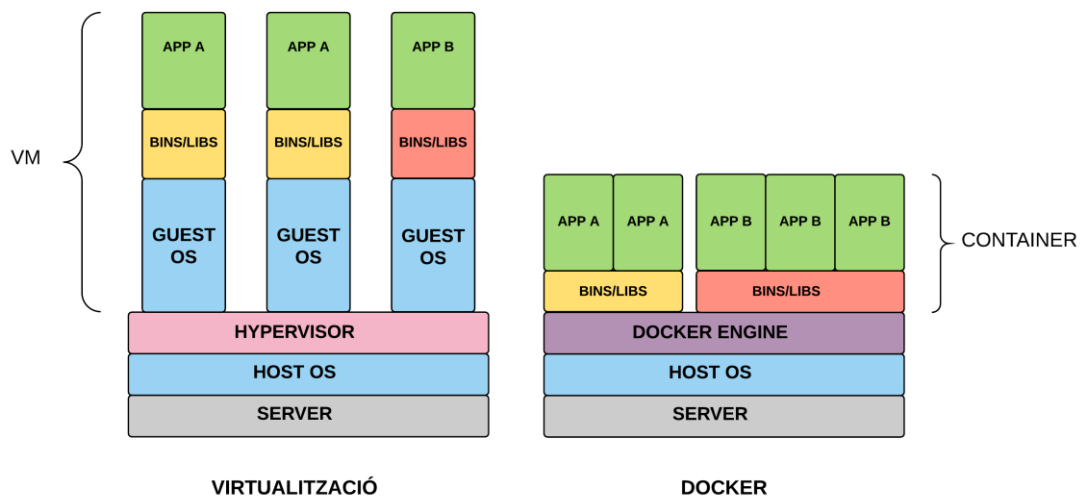 VM
APP A
APP A
APP B
BINS/LIBS
BINS/LIBS
BINS/LIBS
GUEST
OS
GUEST
OS
GUEST
OS
HYPERVISOR
HOST OS
SERVER
VIRTUALITZACIÓ
APP A
APP A
APP B
APP B
APP B
CONTAINER
BINS/LIBS
BINS/LIBS
DOCKER ENGINE
HOST OS
SERVER
DOCKER